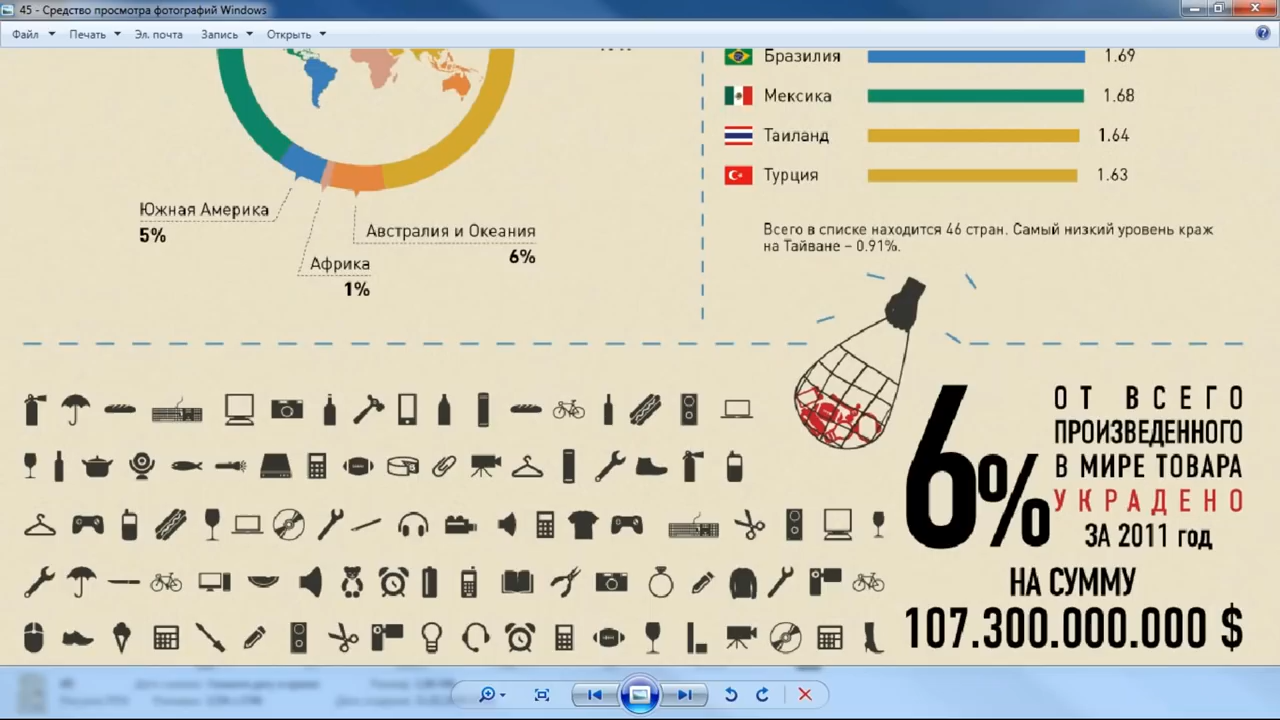 45 - Средство просмотра фотографий Windows
Файл Печать Эл. почта Запись Открыть
Бразилия 1.69
Мексика 1.68
Таиланд 1.64
Турция 1.63
Южная Америка
5%
Австралия и Океания
6%
Африка
1%
Всего в списке находится 46 стран. Самый низкий уровень краж
на Тайване – 0.91%.
6%
ОТ ВСЕГО
ПРОИЗВЕДЕННОГО
В МИРЕ ТОВАРА
УКРАДЕНО
ЗА 2011 год
НА СУММУ
107.300.000.000 $